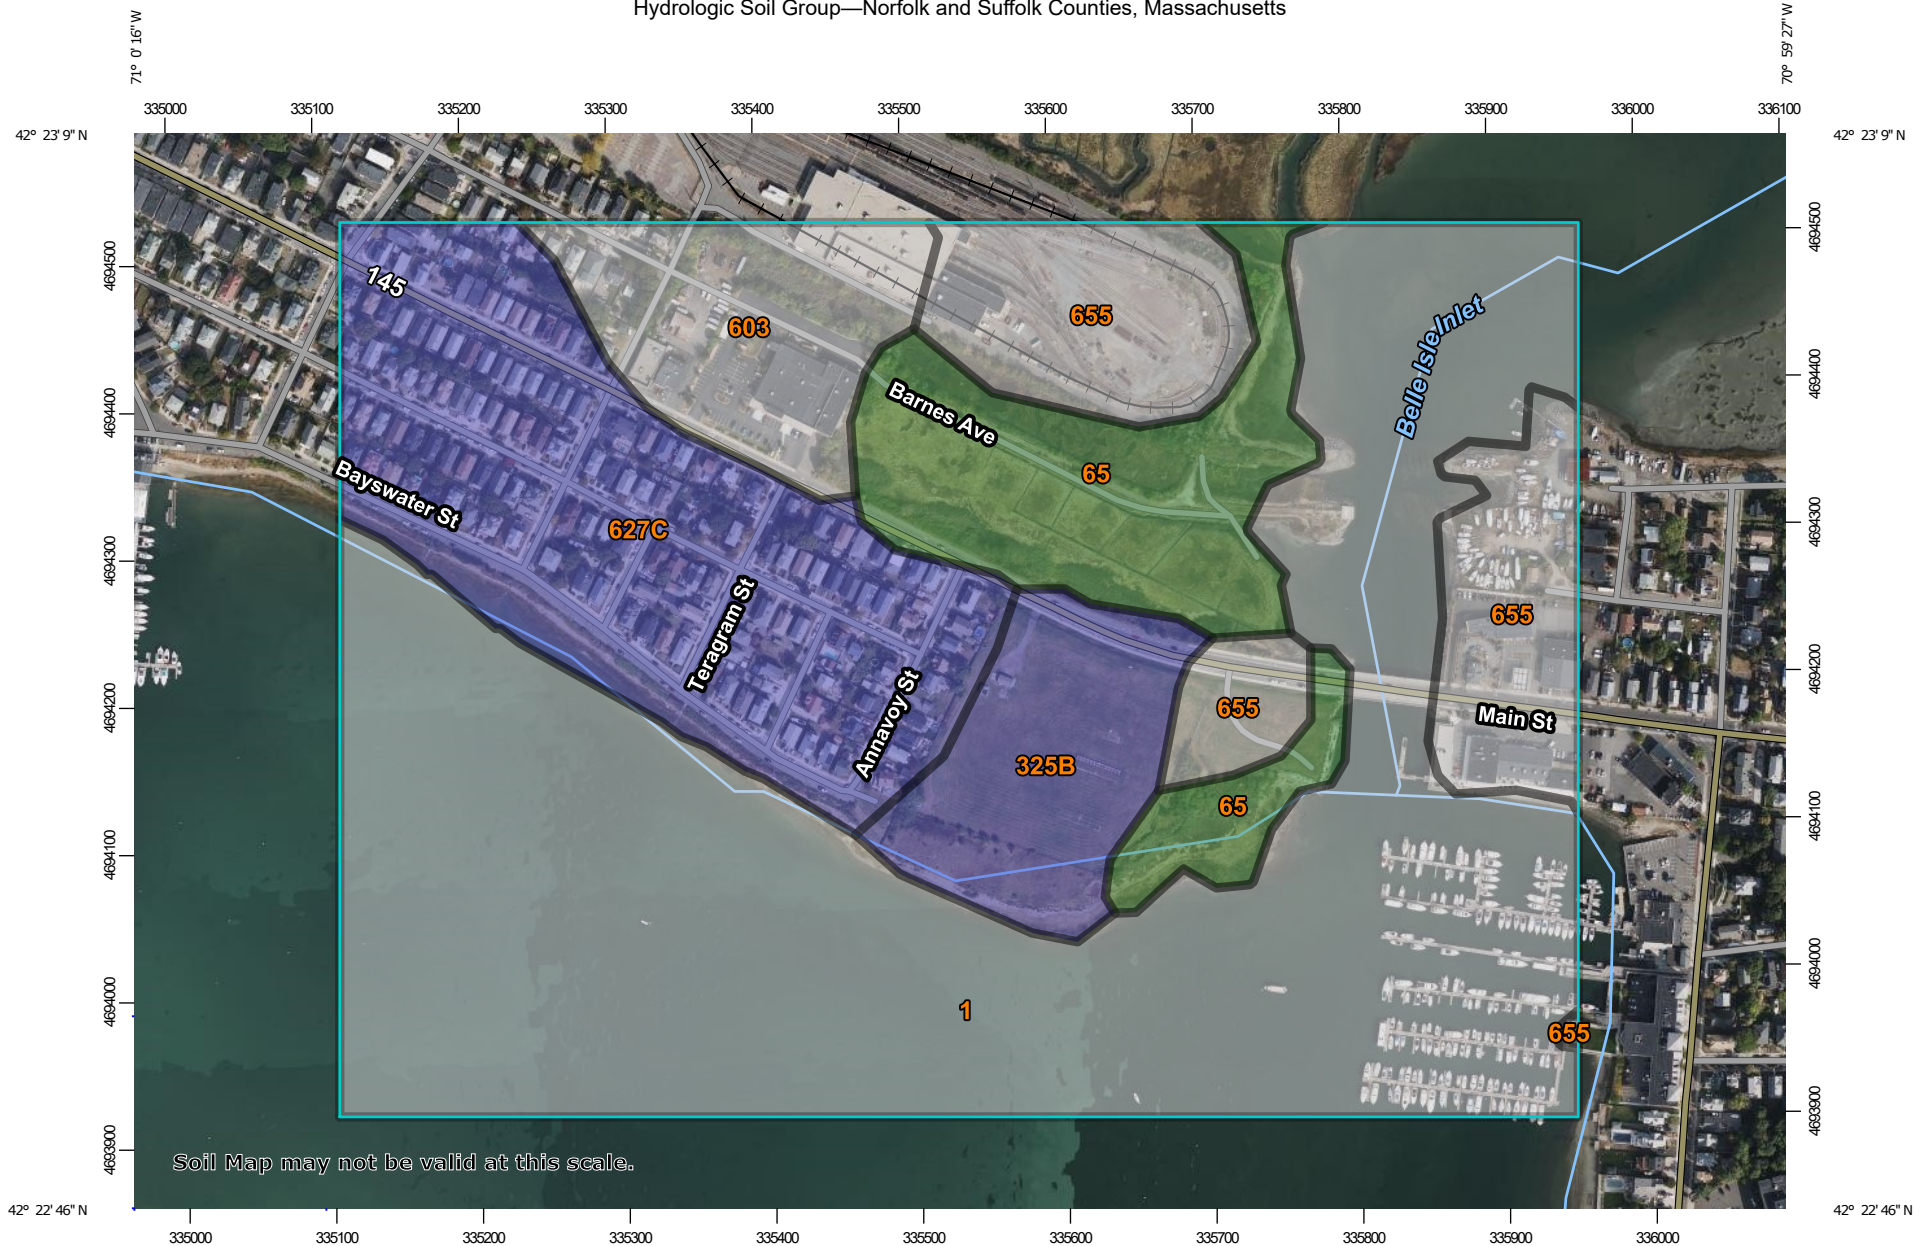 Hydrologic Soil Group—Norfolk and Suffolk Counties, Massachusetts
71° 0' 16'' W
70° 59' 27'' W
335000 335100 335200 335300 335400 335500 335600 335700 335800 335900 336000 336100
42° 23' 9'' N
42° 23' 9'' N
4694500
4694500
145
603
655
Belle Isle Inlet
4694400
4694400
Barnes Ave
65
Bayswater St
627C
4694300
4694300
Teragram St
655
4694200
4694200
Annavoy St
655
Main St
325B
65
4694100
4694100
4694000
4694000
1
655
4693900
4693900
Soil Map may not be valid at this scale.
42° 22' 46'' N
42° 22' 46'' N
335000 335100 335200 335300 335400 335500 335600 335700 335800 335900 336000